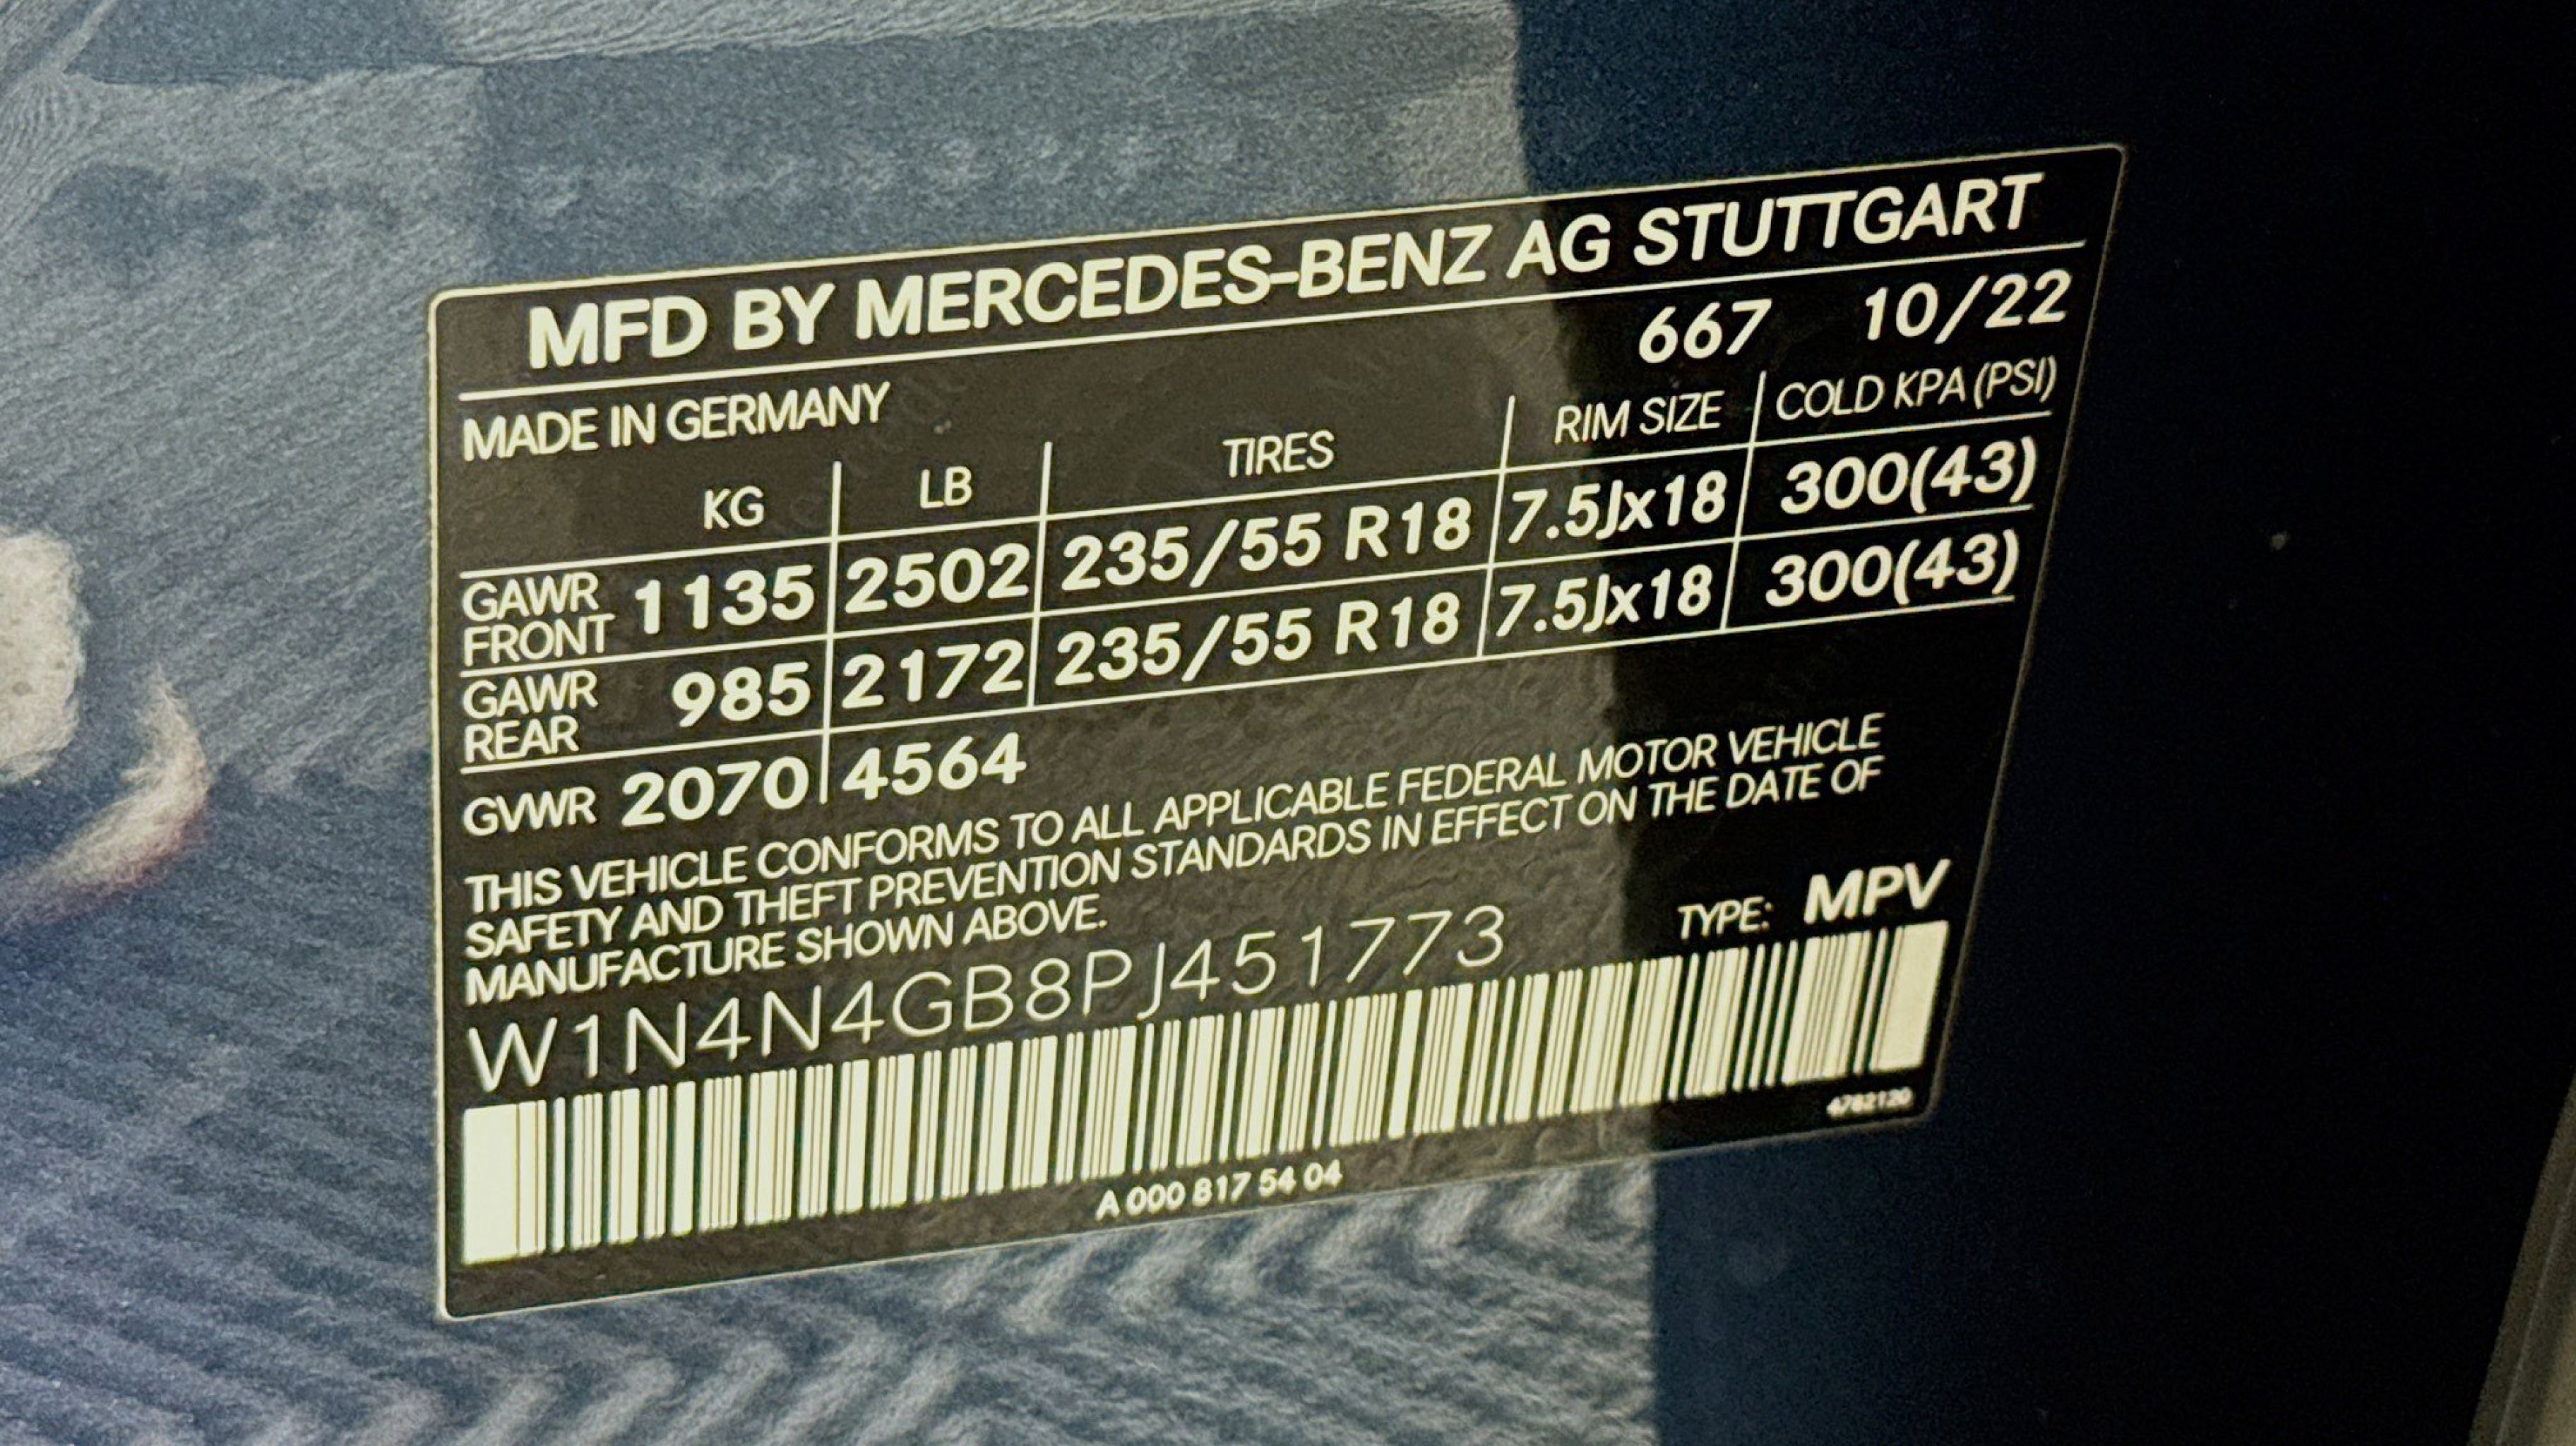 MFD BY MERCEDES-BENZ AG STUTTGART
667 10/22
MADE IN GERMANY
KG LB TIRES RIM SIZE COLD KPA (PSI)
GAWR FRONT 1135 2502 235/55 R18 7.5Jx18 300(43)
GAWR REAR 985 2172 235/55 R18 7.5Jx18 300(43)
GVWR 2070 4564
THIS VEHICLE CONFORMS TO ALL APPLICABLE FEDERAL MOTOR VEHICLE
SAFETY AND THEFT PREVENTION STANDARDS IN EFFECT ON THE DATE OF
MANUFACTURE SHOWN ABOVE.
TYPE: MPV
W1N4N4GB8PJ451773
4782120
A 000 817 54 04